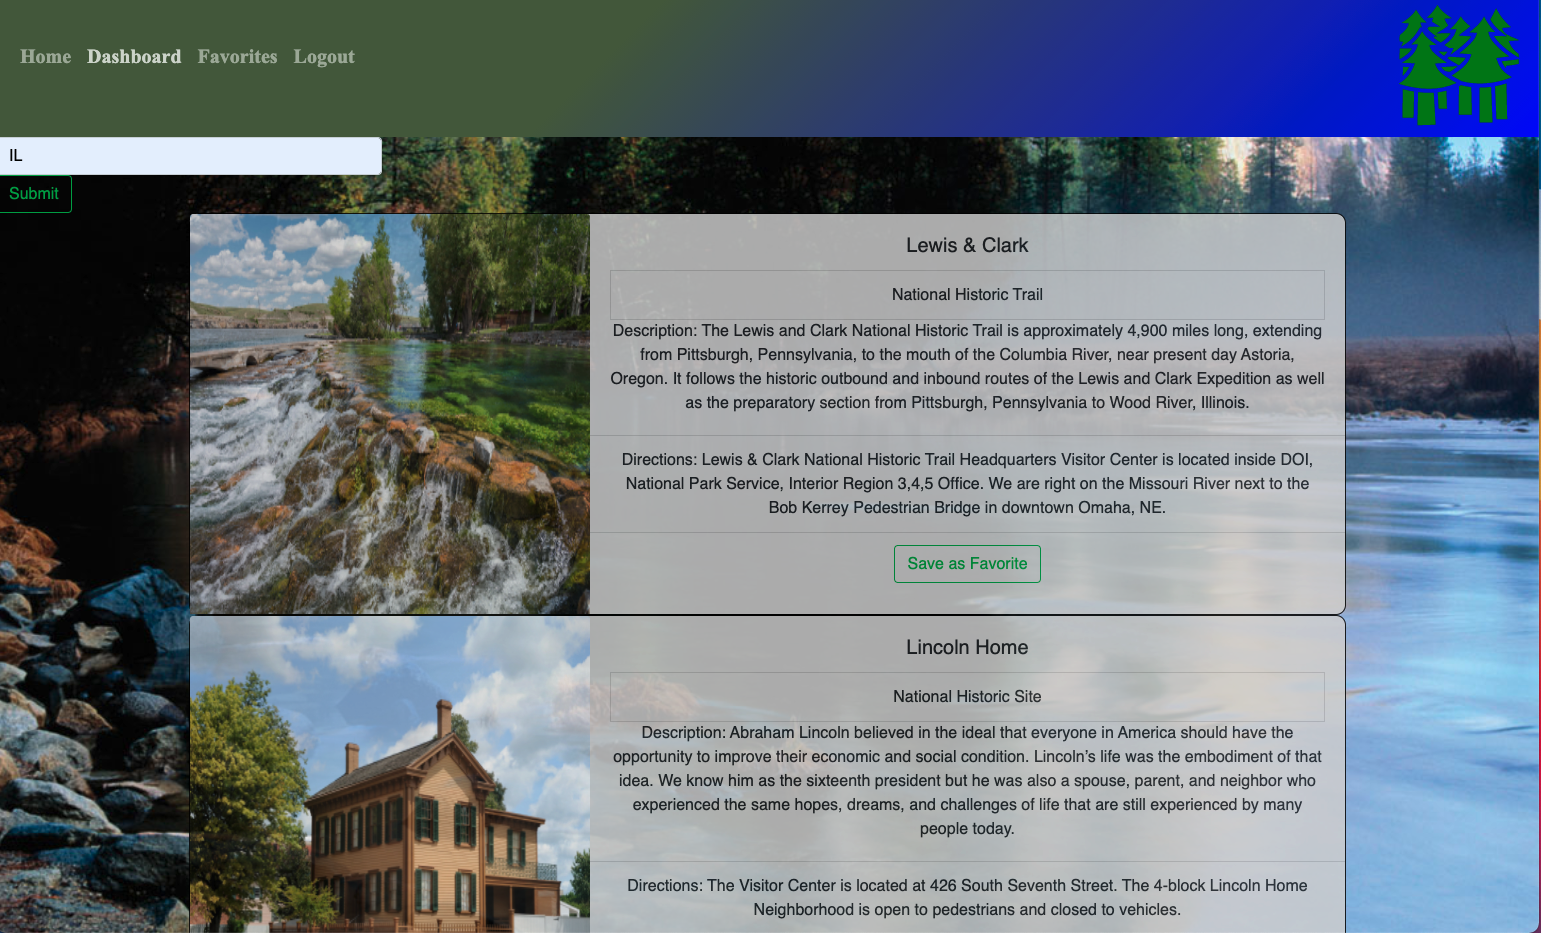 Home Dashboard Favorites Logout
IL
Submit
Lewis & Clark
National Historic Trail
Description: The Lewis and Clark National Historic Trail is approximately 4,900 miles long, extending
from Pittsburgh, Pennsylvania, to the mouth of the Columbia River, near present day Astoria,
Oregon. It follows the historic outbound and inbound routes of the Lewis and Clark Expedition as well
as the preparatory section from Pittsburgh, Pennsylvania to Wood River, Illinois.
Directions: Lewis & Clark National Historic Trail Headquarters Visitor Center is located inside DOI,
National Park Service, Interior Region 3,4,5 Office. We are right on the Missouri River next to the
Bob Kerrey Pedestrian Bridge in downtown Omaha, NE.
Save as Favorite
Lincoln Home
National Historic Site
Description: Abraham Lincoln believed in the ideal that everyone in America should have the
opportunity to improve their economic and social condition. Lincoln’s life was the embodiment of that
idea. We know him as the sixteenth president but he was also a spouse, parent, and neighbor who
experienced the same hopes, dreams, and challenges of life that are still experienced by many
people today.
Directions: The Visitor Center is located at 426 South Seventh Street. The 4-block Lincoln Home
Neighborhood is open to pedestrians and closed to vehicles.